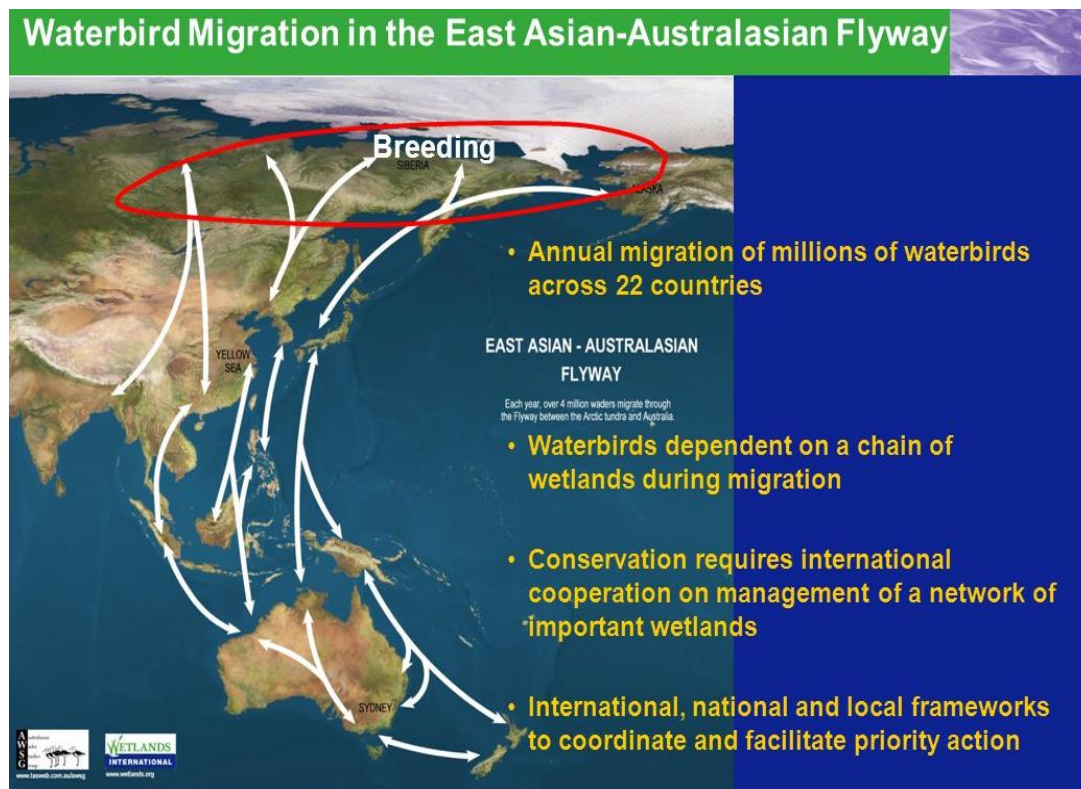 Waterbird Migration in the East Asian-Australasian Flyway
Breeding
SIBERIA
ALASKA
• Annual migration of millions of waterbirds
across 22 countries
YELLOW
SEA
EAST ASIAN - AUSTRALASIAN
FLYWAY
Each year, over 4 million waders migrate through
the Flyway between the Arctic tundra and Australia.
• Waterbirds dependent on a chain of
wetlands during migration
• Conservation requires international
cooperation on management of a network of
important wetlands
SYDNEY
• International, national and local frameworks
to coordinate and facilitate priority action
AWSG
WETLANDS
INTERNATIONAL
www.wetlands.org